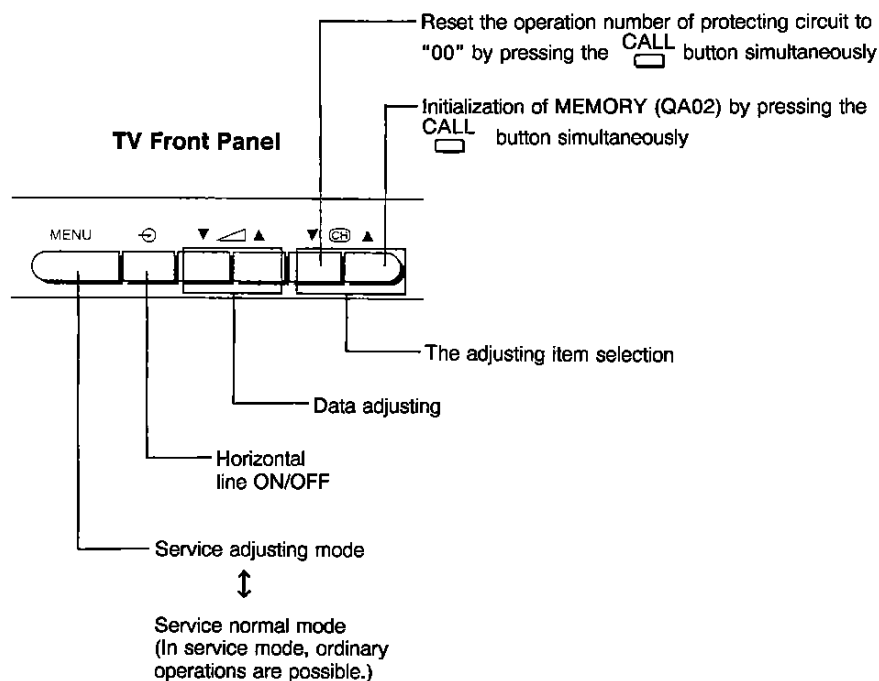 Reset the operation number of protecting circuit to
"00" by pressing the CALL button simultaneously
Initialization of MEMORY (QA02) by pressing the
CALL button simultaneously
TV Front Panel
MENU ▼ ▲ ▼ CH ▲
The adjusting item selection
Data adjusting
Horizontal
line ON/OFF
Service adjusting mode
Service normal mode
(In service mode, ordinary
operations are possible.)